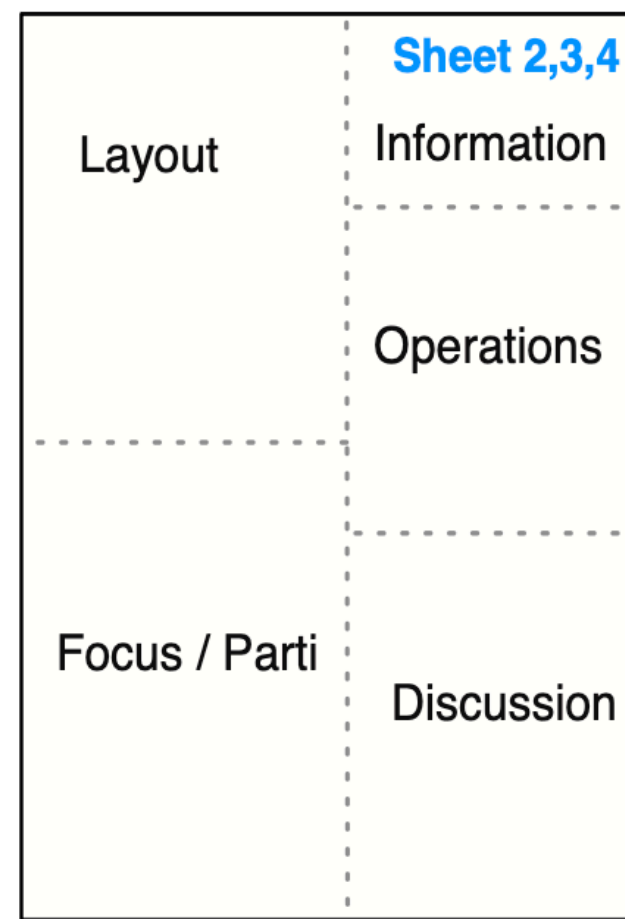 Sheet 2,3,4
Layout
Information
Operations
Focus / Parti
Discussion